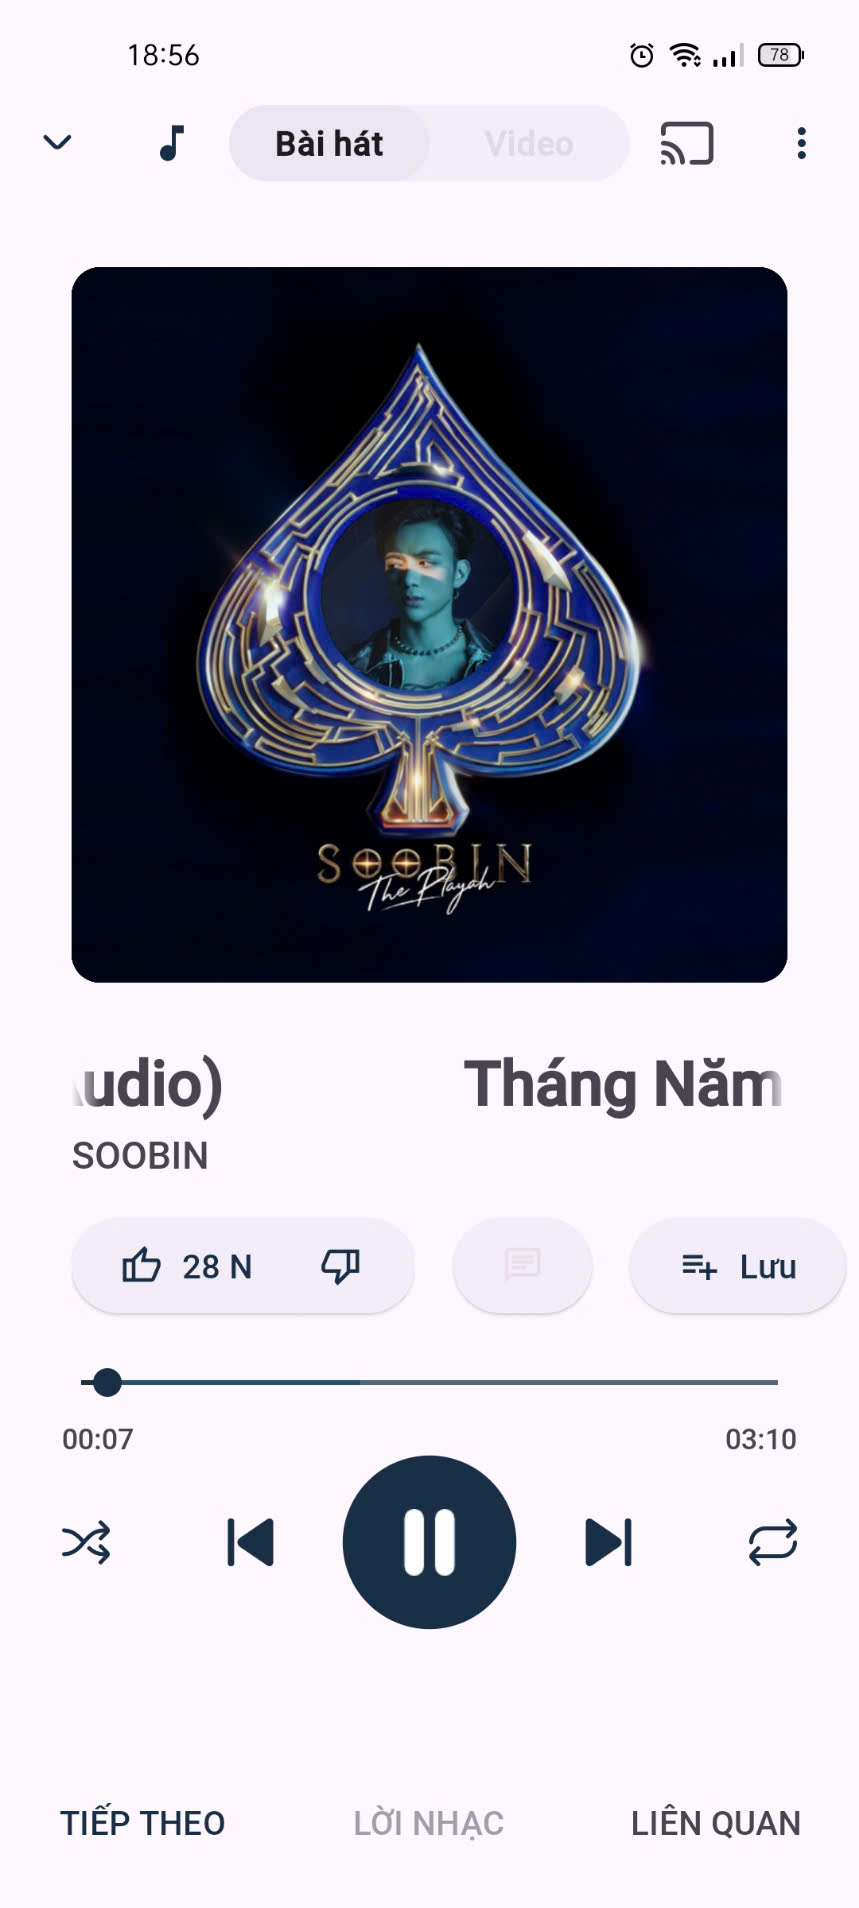 18:56
78
Bài hát Video
SOOBIN
The Playah
udio) Tháng Năm
SOOBIN
28 N Lưu
00:07 03:10
TIẾP THEO LỜI NHẠC LIÊN QUAN